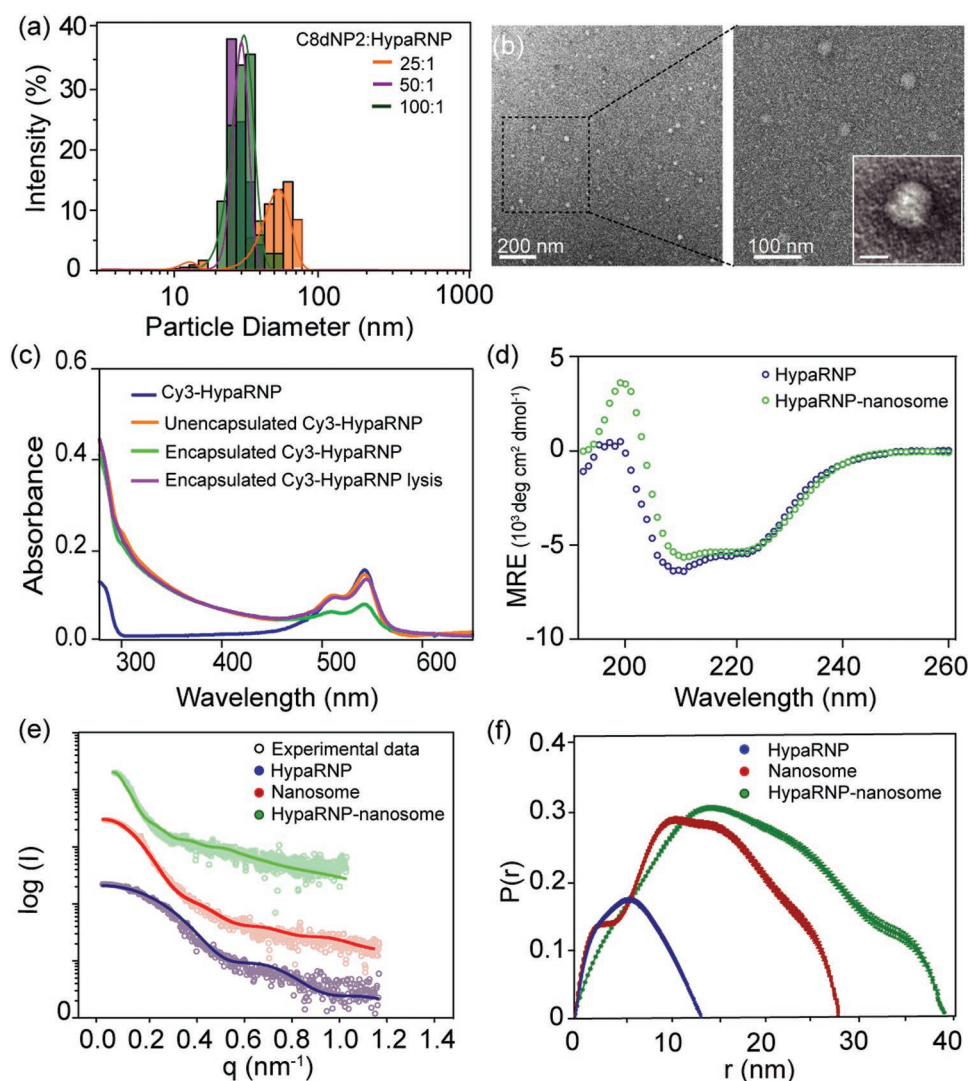 (a)
C8dNP2:HypaRNP
25:1
50:1
100:1
Intensity (%)
40
30
20
10
0
10
100
1000
Particle Diameter (nm)
(b)
200 nm
100 nm
(c)
Cy3-HypaRNP
Unencapsulated Cy3-HypaRNP
Encapsulated Cy3-HypaRNP
Encapsulated Cy3-HypaRNP lysis
Absorbance
0.6
0.4
0.2
0.0
300
400
500
600
Wavelength (nm)
(d)
HypaRNP
HypaRNP-nanosome
MRE (10³ deg cm² dmol⁻¹)
5
0
-5
-10
200
220
240
260
Wavelength (nm)
(e)
Experimental data
HypaRNP
Nanosome
HypaRNP-nanosome
log (I)
0
0.0 0.2 0.4 0.6 0.8 1.0 1.2 1.4
q (nm⁻¹)
(f)
HypaRNP
Nanosome
HypaRNP-nanosome
P(r)
0.4
0.3
0.2
0.1
0
0
10
20
30
40
r (nm)